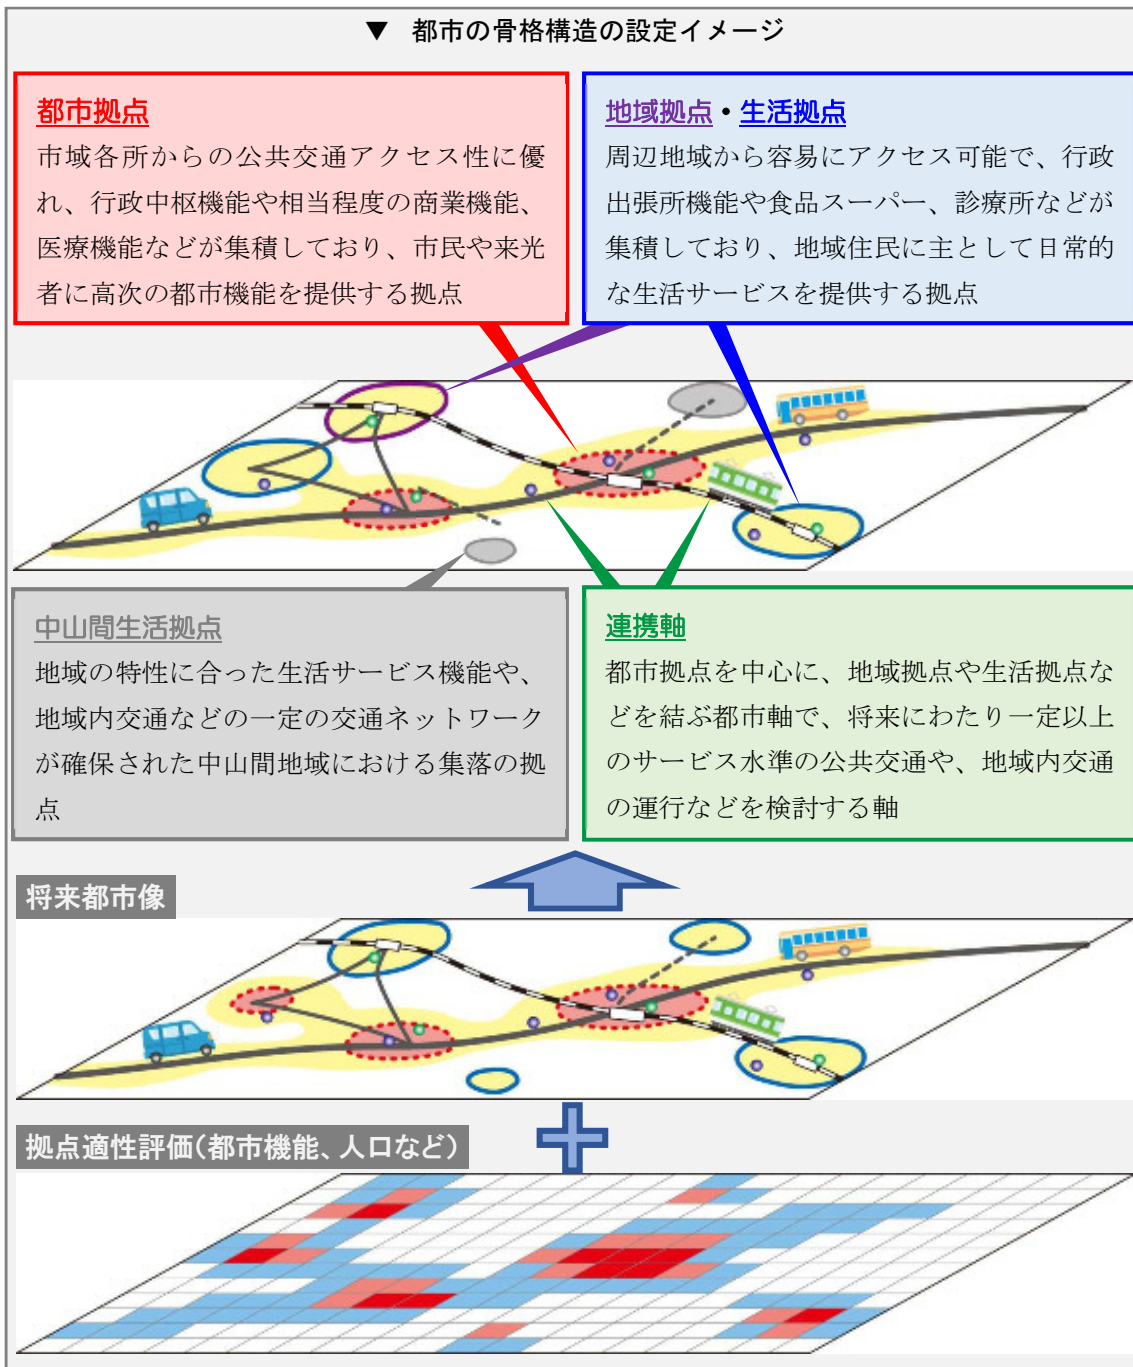 ▼ 都市の骨格構造の設定イメージ
都市拠点
市域各所からの公共交通アクセス性に優
れ、行政中枢機能や相当程度の商業機能、
医療機能などが集積しており、市民や来光
者に高次の都市機能を提供する拠点
地域拠点・生活拠点
周辺地域から容易にアクセス可能で、行政
出張所機能や食品スーパー、診療所などが
集積しており、地域住民に主として日常的
な生活サービスを提供する拠点
中山間生活拠点
地域の特性に合った生活サービス機能や、
地域内交通などの一定の交通ネットワーク
が確保された中山間地域における集落の拠
点
連携軸
都市拠点を中心に、地域拠点や生活拠点な
どを結ぶ都市軸で、将来にわたり一定以上
のサービス水準の公共交通や、地域内交通
の運行などを検討する軸
将来都市像
拠点適性評価(都市機能、人口など)